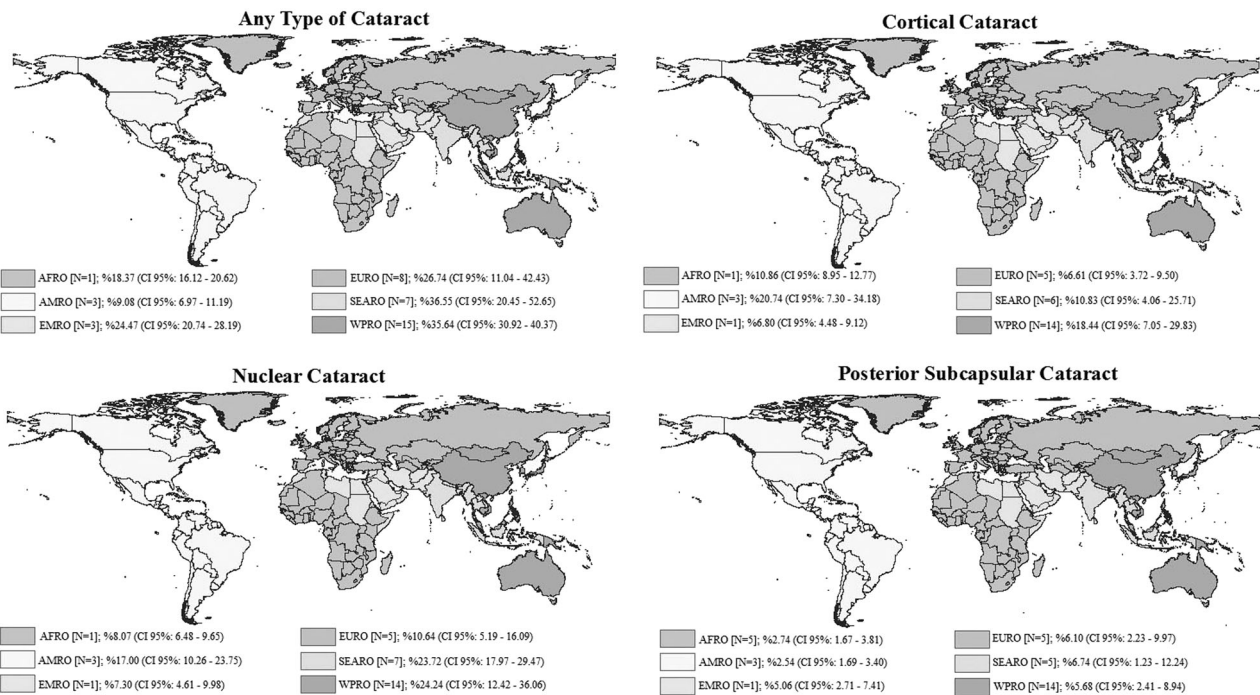 Any Type of Cataract
AFRO [N=1]; %18.37 (CI 95%: 16.12 - 20.62)
AMRO [N=3]; %9.08 (CI 95%: 6.97 - 11.19)
EMRO [N=3]; %24.47 (CI 95%: 20.74 - 28.19)
EURO [N=8]; %26.74 (CI 95%: 11.04 - 42.43)
SEARO [N=7]; %36.55 (CI 95%: 20.45 - 52.65)
WPRO [N=15]; %35.64 (CI 95%: 30.92 - 40.37)
Cortical Cataract
AFRO [N=1]; %10.86 (CI 95%: 8.95 - 12.77)
AMRO [N=3]; %20.74 (CI 95%: 7.30 - 34.18)
EMRO [N=1]; %6.80 (CI 95%: 4.48 - 9.12)
EURO [N=5]; %6.61 (CI 95%: 3.72 - 9.50)
SEARO [N=6]; %10.83 (CI 95%: 4.06 - 25.71)
WPRO [N=14]; %18.44 (CI 95%: 7.05 - 29.83)
Nuclear Cataract
AFRO [N=1]; %8.07 (CI 95%: 6.48 - 9.65)
AMRO [N=3]; %17.00 (CI 95%: 10.26 - 23.75)
EMRO [N=1]; %7.30 (CI 95%: 4.61 - 9.98)
EURO [N=5]; %10.64 (CI 95%: 5.19 - 16.09)
SEARO [N=7]; %23.72 (CI 95%: 17.97 - 29.47)
WPRO [N=14]; %24.24 (CI 95%: 12.42 - 36.06)
Posterior Subcapsular Cataract
AFRO [N=5]; %2.74 (CI 95%: 1.67 - 3.81)
AMRO [N=3]; %2.54 (CI 95%: 1.69 - 3.40)
EMRO [N=1]; %5.06 (CI 95%: 2.71 - 7.41)
EURO [N=5]; %6.10 (CI 95%: 2.23 - 9.97)
SEARO [N=5]; %6.74 (CI 95%: 1.23 - 12.24)
WPRO [N=14]; %5.68 (CI 95%: 2.41 - 8.94)